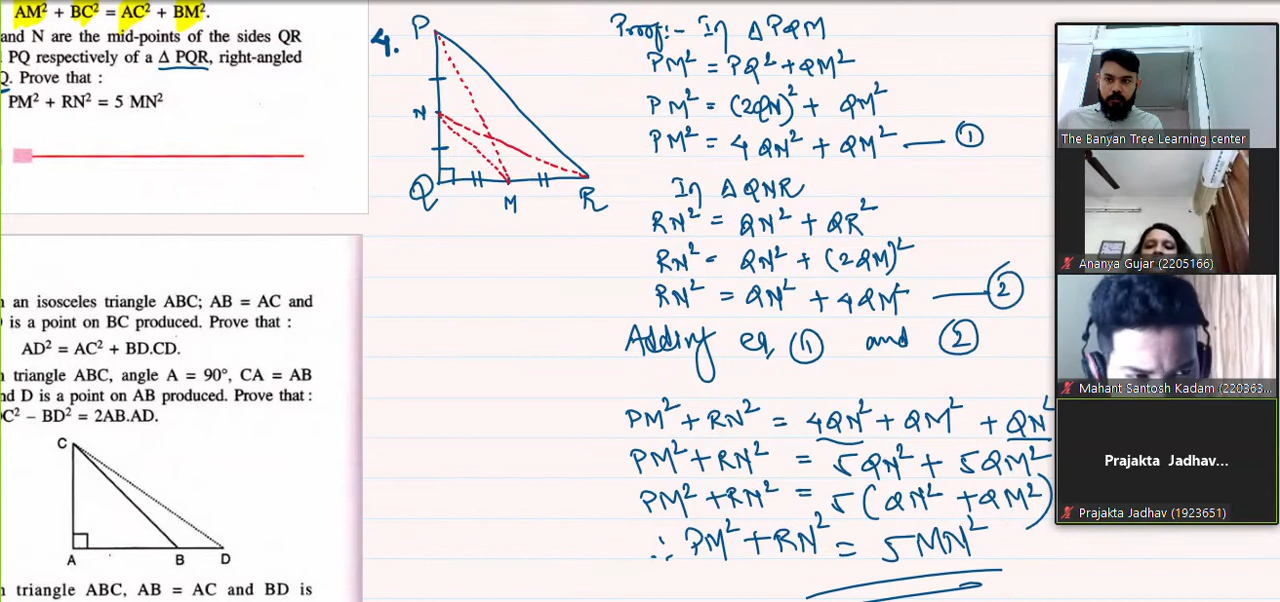 AM² + BC² = AC² + BM².
and N are the mid-points of the sides QR
PQ respectively of a Δ PQR, right-angled
Q. Prove that :
PM² + RN² = 5 MN²
an isosceles triangle ABC; AB = AC and
is a point on BC produced. Prove that :
AD² = AC² + BD.CD.
triangle ABC, angle A = 90°, CA = AB
nd D is a point on AB produced. Prove that :
C² – BD² = 2AB.AD.
C
A B D
triangle ABC, AB = AC and BD is
4.
P
N
Q M R
Proof:- In Δ PQM
PM² = PQ² + QM²
PM² = (2QN)² + QM²
PM² = 4QN² + QM² — ①
In Δ QNR
RN² = QN² + QR²
RN² = QN² + (2QM)²
RN² = QN² + 4QM² — ②
Adding eq ① and ②
PM² + RN² = 4QN² + QM² + QN²
PM² + RN² = 5QN² + 5QM²
PM² + RN² = 5(QN² + QM²)
∴ PM² + RN² = 5MN²
The Banyan Tree Learning center
Ananya Gujar (2205166)
Mahant Santosh Kadam (220363...
Prajakta Jadhav...
Prajakta Jadhav (1923651)